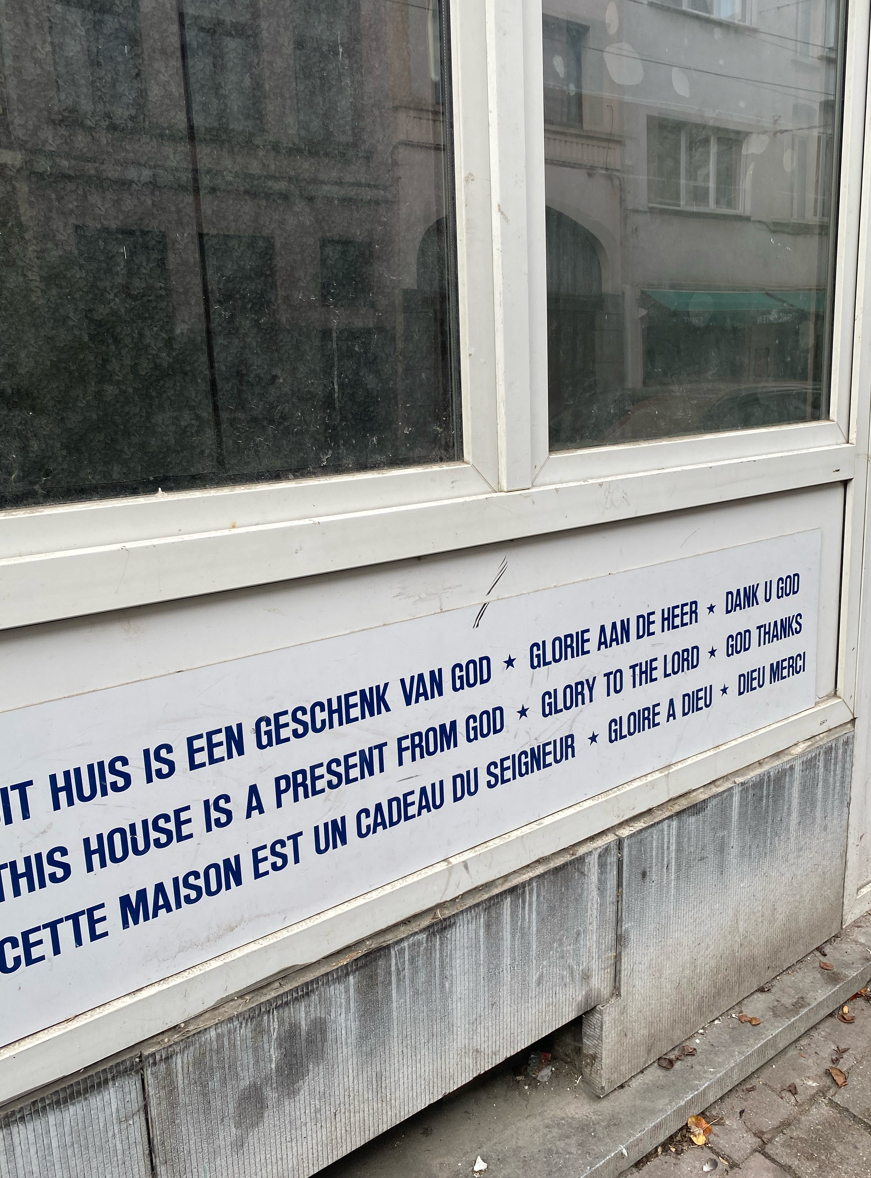 DIT HUIS IS EEN GESCHENK VAN GOD ★ GLORIE AAN DE HEER ★ DANK U GOD
THIS HOUSE IS A PRESENT FROM GOD ★ GLORY TO THE LORD ★ GOD THANKS
CETTE MAISON EST UN CADEAU DU SEIGNEUR ★ GLOIRE A DIEU ★ DIEU MERCI